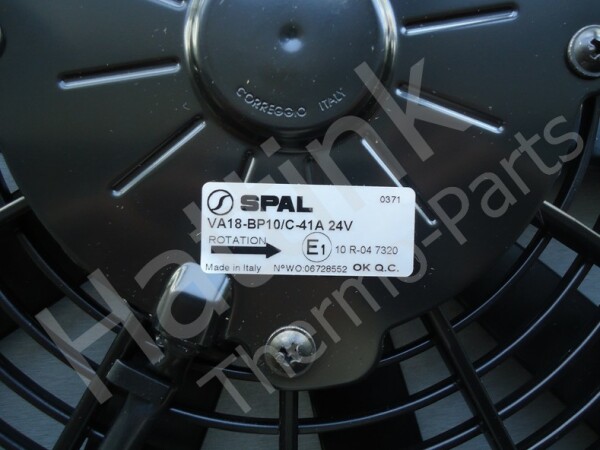 CORREGGIO ITALY
SPAL 0371
VA18-BP10/C-41A 24V
ROTATION E1 10 R-04 7320
Made in Italy N°WO:06728552 OK Q.C.
Hattink
Thermo-Parts